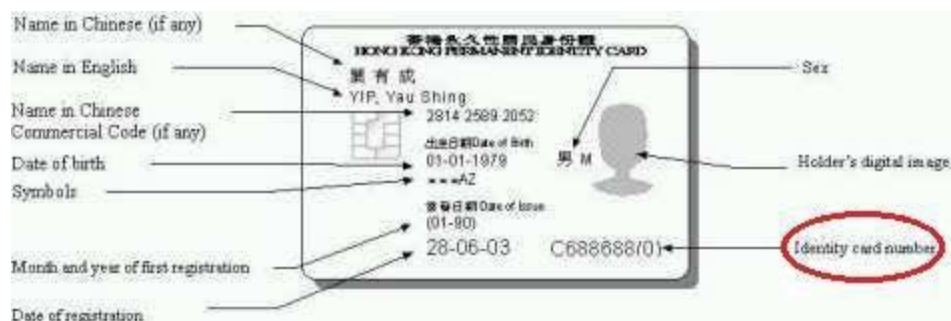 Name in Chinese (if any)
Name in English
Name in Chinese
Commercial Code (if any)
Date of birth
Symbols
Month and year of first registration
Date of registration
香港永久性居民身份證
HONG KONG PERMANENT IDENTITY CARD
葉有成
YIP, Yau Shing
2814 2589 2052
出生日期Date of Birth
01-01-1979
男 M
***AZ
簽發日期Date of Issue
(01-90)
28-06-03
C688688(0)
Sex
Holder's digital image
Identity card number